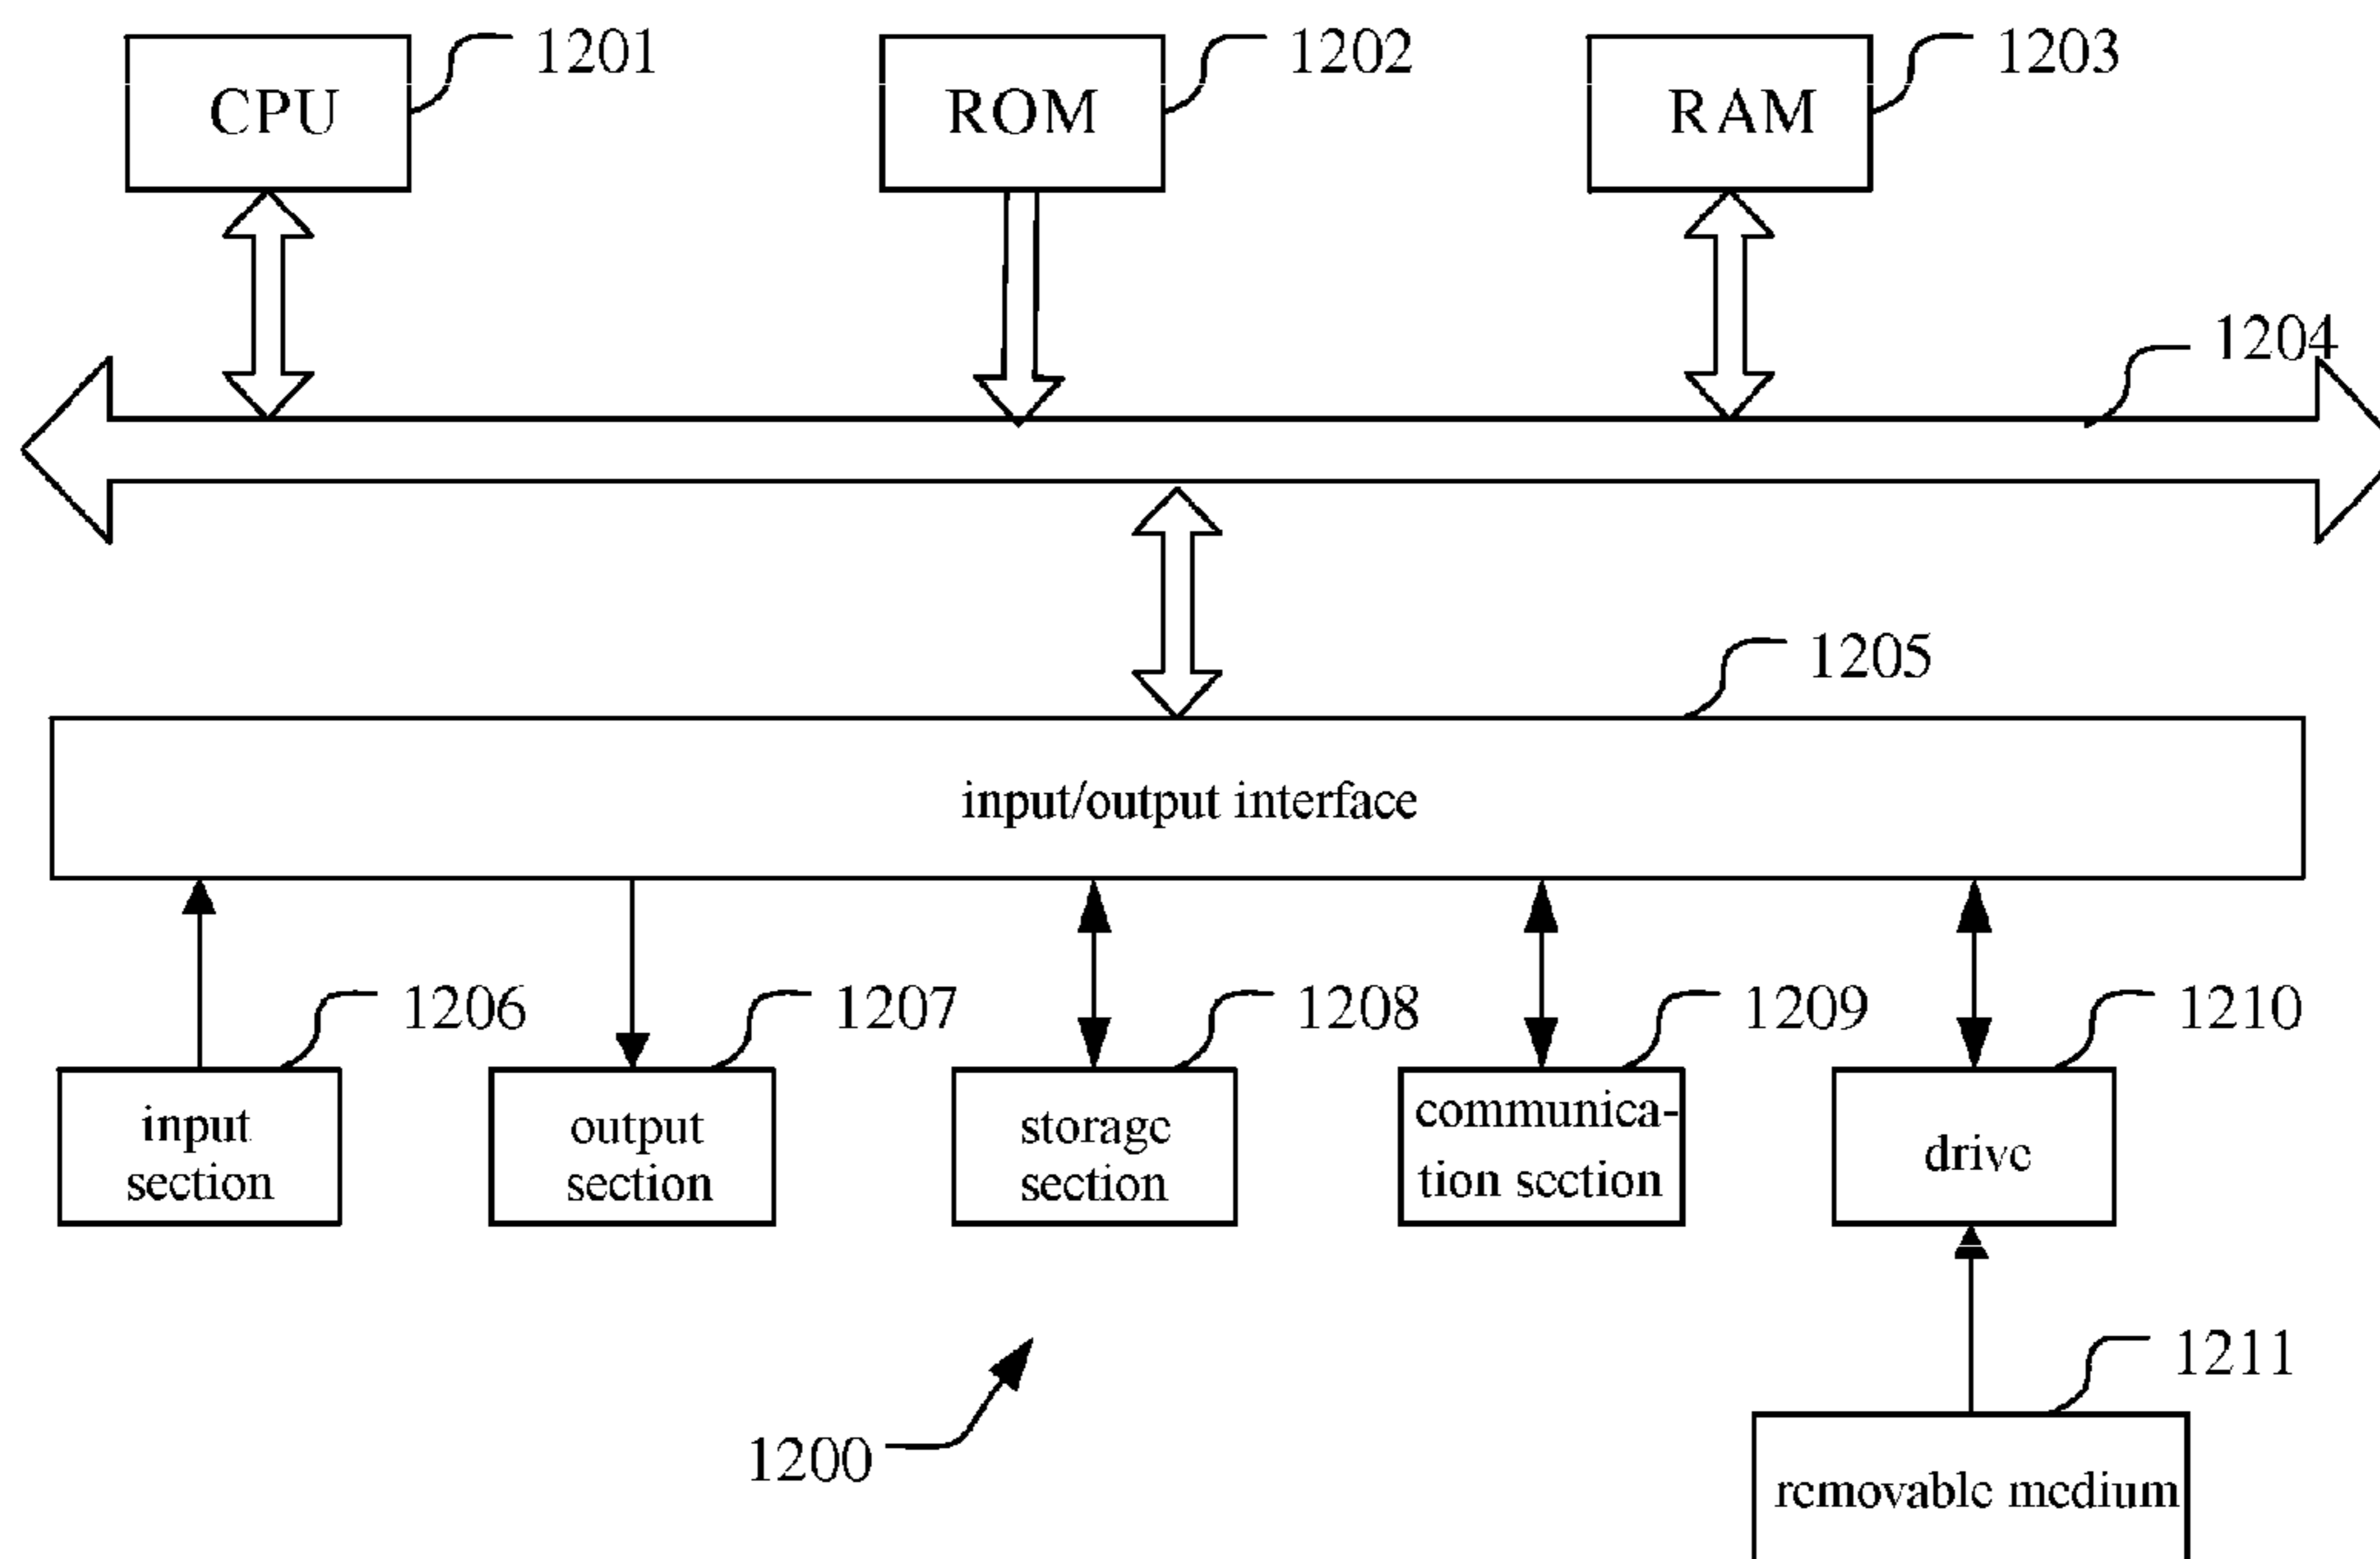 CPU
1201
ROM
1202
RAM
1203
1204
1205
input/output interface
1206
1207
1208
1209
1210
input
section
output
section
storage
section
communica-
tion section
drive
1211
1200
removable medium